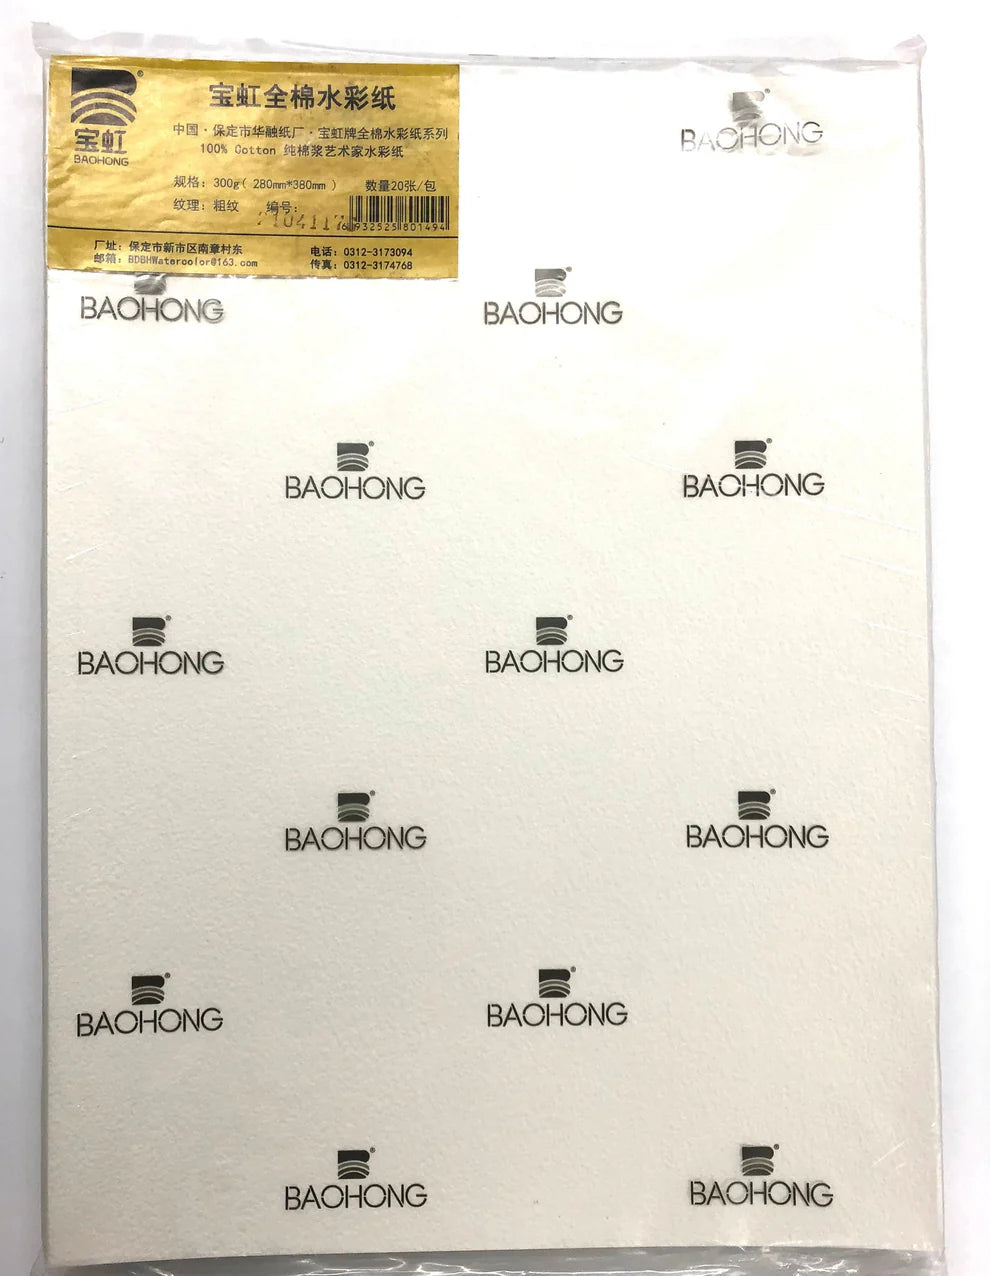 宝虹
BAOHONG
宝虹全棉水彩纸
中国·保定市华融纸厂·宝虹牌全棉水彩纸系列
100% Cotton 纯棉浆艺术家水彩纸
规格：300g( 280mm*380mm ) 数量20张/包
纹理：粗纹 编号：
6 932525 801494
厂址：保定市新市区南章村东 电话：0312-3173094
邮箱：BDBHWatercolor@163.com 传真：0312-3174768
BAOHONG
BAOHONG BAOHONG
BAOHONG BAOHONG
BAOHONG BAOHONG
BAOHONG BAOHONG
BAOHONG BAOHONG
BAOHONG BAOHONG